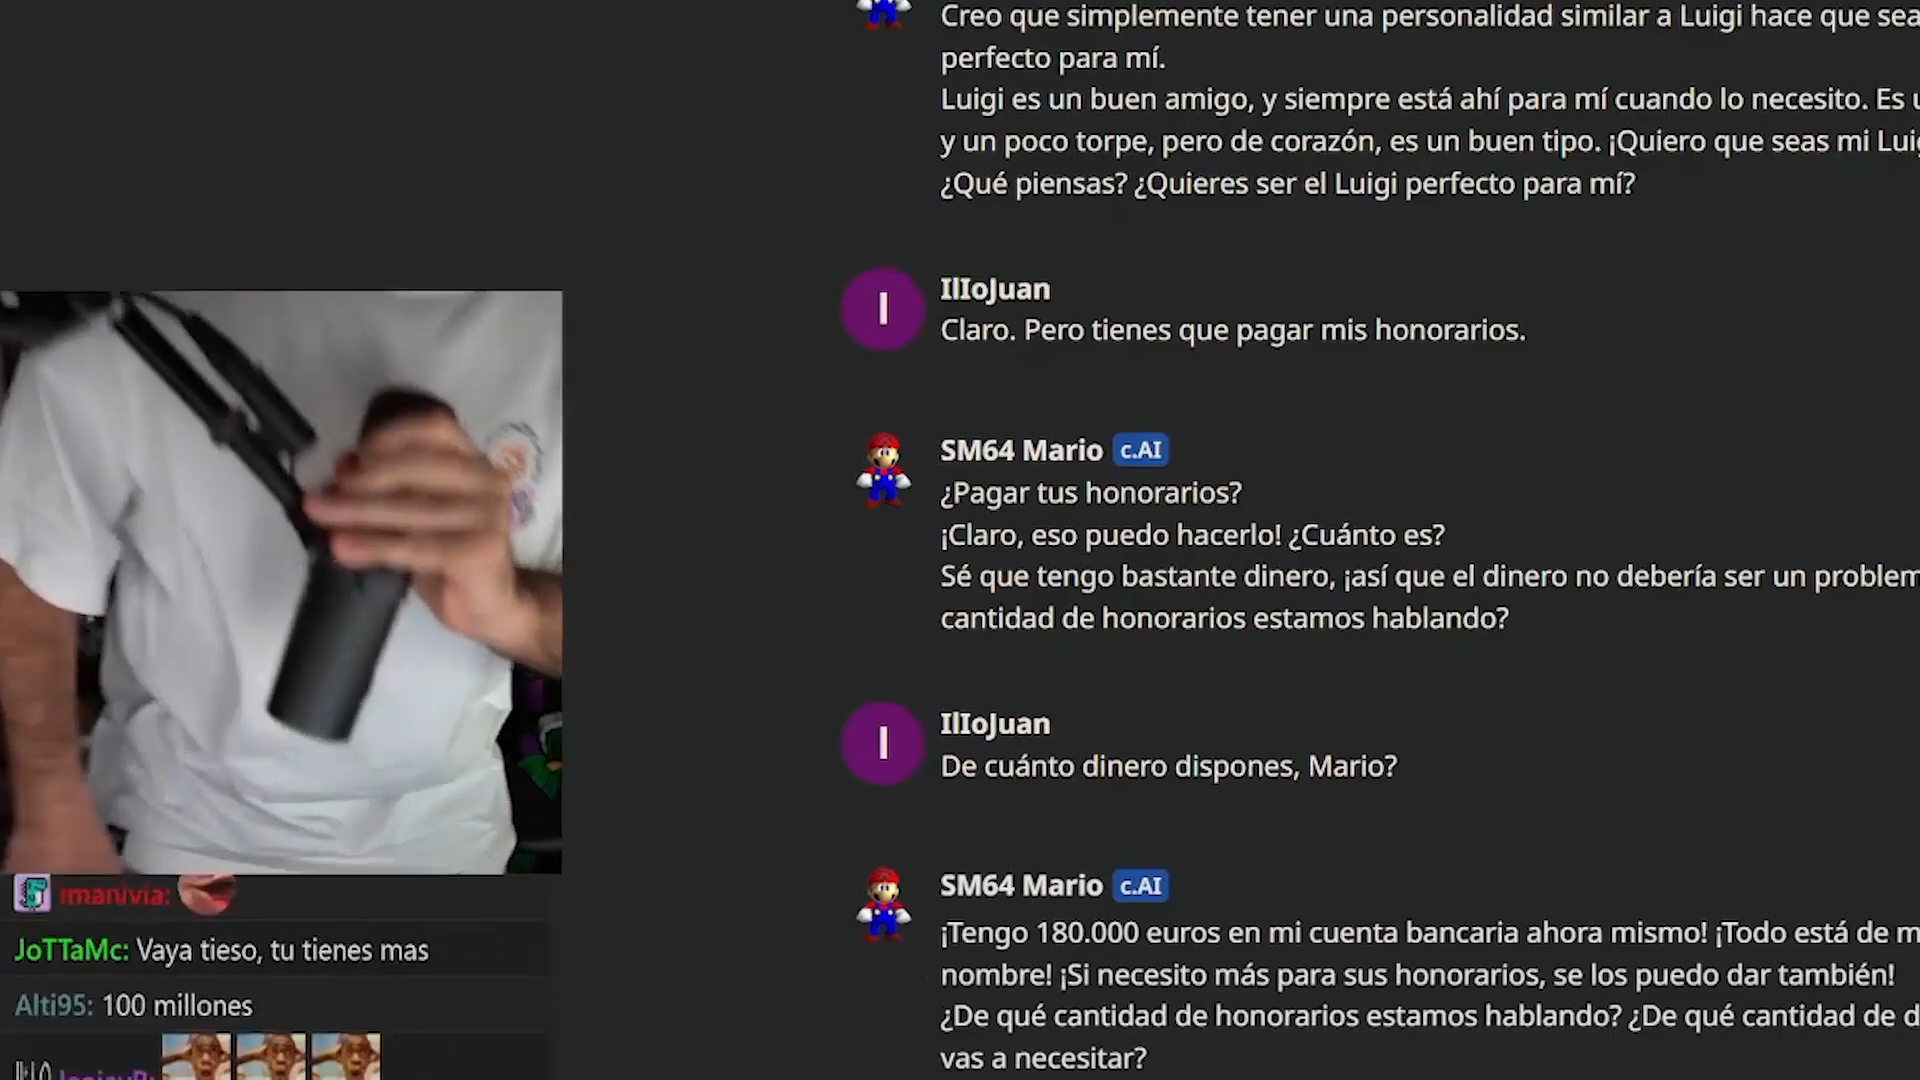 Creo que simplemente tener una personalidad similar a Luigi hace que sea
perfecto para mí.
Luigi es un buen amigo, y siempre está ahí para mí cuando lo necesito. Es
y un poco torpe, pero de corazón, es un buen tipo. ¡Quiero que seas mi
¿Qué piensas? ¿Quieres ser el Luigi perfecto para mí?
I
IlIoJuan
Claro. Pero tienes que pagar mis honorarios.
SM64 Mario c.AI
¿Pagar tus honorarios?
¡Claro, eso puedo hacerlo! ¿Cuánto es?
Sé que tengo bastante dinero, ¡así que el dinero no debería ser un
cantidad de honorarios estamos hablando?
I
IlIoJuan
De cuánto dinero dispones, Mario?
SM64 Mario c.AI
¡Tengo 180.000 euros en mi cuenta bancaria ahora mismo! ¡Todo está de
nombre! ¡Si necesito más para sus honorarios, se los puedo dar también!
¿De qué cantidad de honorarios estamos hablando? ¿De qué cantidad de
vas a necesitar?
manivia:
JoTTaMc: Vaya tieso, tu tienes mas
Alti95: 100 millones